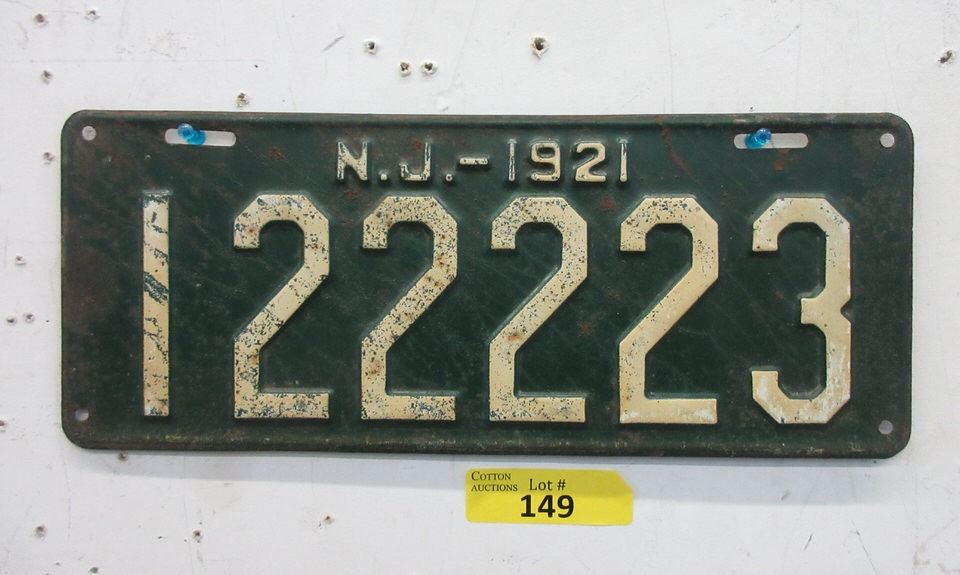 N.J.-1921
122223
COTTON
AUCTIONS Lot #
149